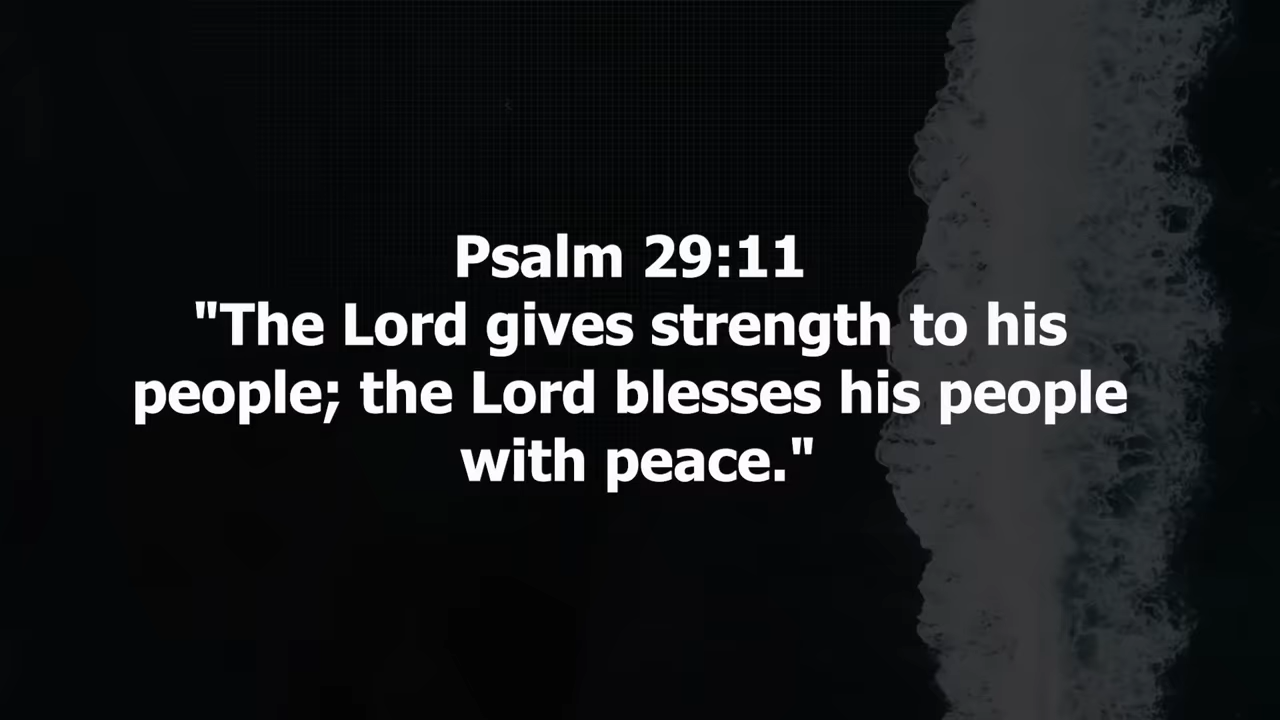 Psalm 29:11
"The Lord gives strength to his
people; the Lord blesses his people
with peace."